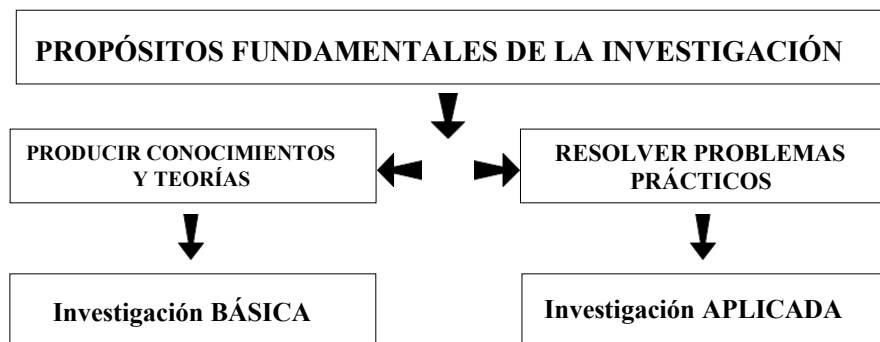 PROPÓSITOS FUNDAMENTALES DE LA INVESTIGACIÓN
PRODUCIR CONOCIMIENTOS
Y TEORÍAS
RESOLVER PROBLEMAS
PRÁCTICOS
Investigación BÁSICA
Investigación APLICADA